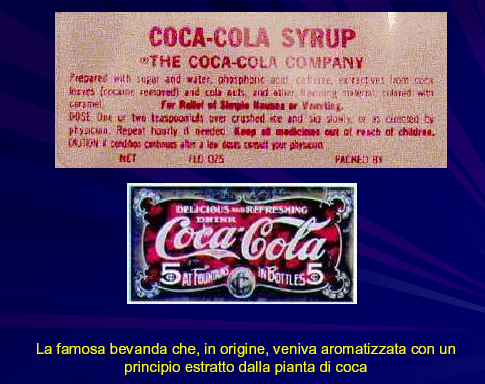 COCA-COLA SYRUP
®THE COCA-COLA COMPANY
Prepared with sugar and water, phosphoric acid, caffeine, extractives from coca
leaves (cocaine removed) and cola nuts, and other flavoring material, colored with
caramel. For Relief of Simple Nausea or Vomiting.
DOSE One or two teaspoonfuls over crushed ice and sip slowly, or as directed by
physician. Repeat hourly if needed. Keep all medicines out of reach of children.
CAUTION If condition continues after a few doses consult your physician
NET FLO OZS PACKED BY
DELICIOUS AND REFRESHING
DRINK
Coca-Cola
5¢ AT FOUNTAINS IN BOTTLES 5¢
La famosa bevanda che, in origine, veniva aromatizzata con un
principio estratto dalla pianta di coca